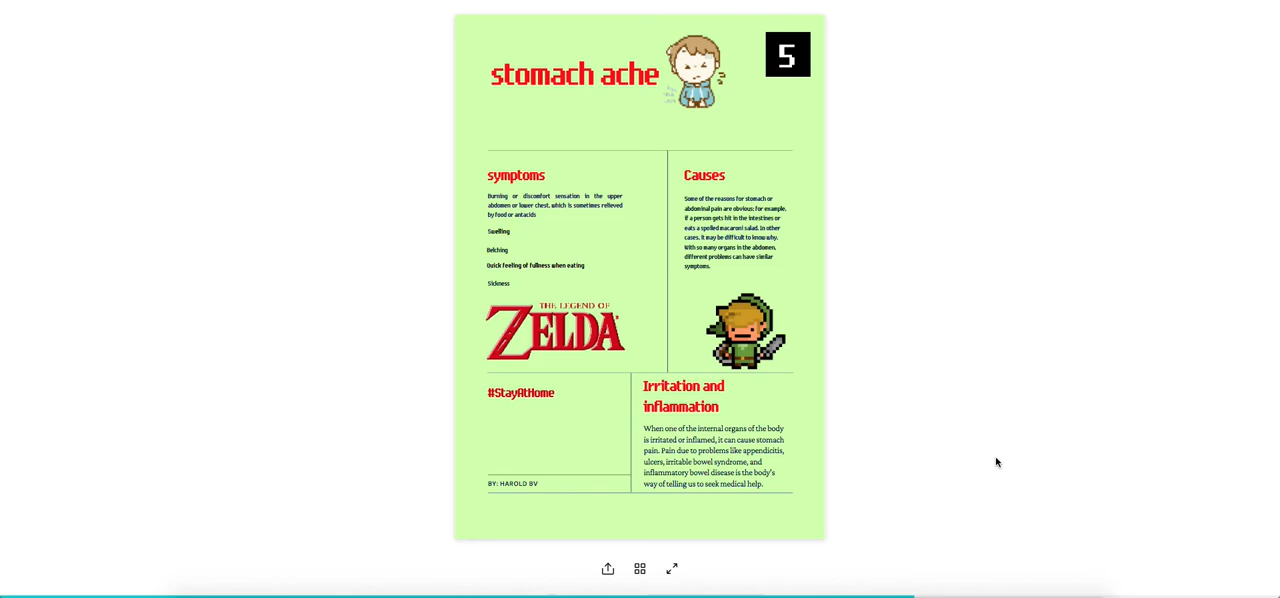 stomach ache
5
symptoms
Burning or discomfort sensation in the upper
abdomen or lower chest, which is sometimes relieved
by food or antacids
Swelling
Belching
Quick feeling of fullness when eating
Sickness
THE LEGEND OF
ZELDA
Causes
Some of the reasons for stomach or
abdominal pain are obvious: for example,
if a person gets hit in the intestines or
eats a spoiled macaroni salad. In other
cases, it may be difficult to know why.
With so many organs in the abdomen,
different problems can have similar
symptoms.
#StayAtHome
BY: HAROLD BV
Irritation and
inflammation
When one of the internal organs of the body
is irritated or inflamed, it can cause stomach
pain. Pain due to problems like appendicitis,
ulcers, irritable bowel syndrome, and
inflammatory bowel disease is the body's
way of telling us to seek medical help.